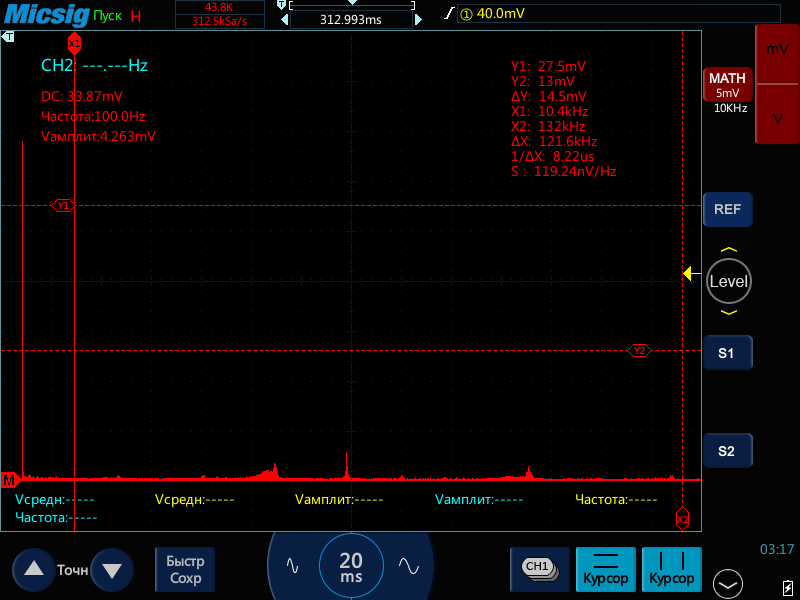 Micsig Пуск H 43.8K T 312.993ms ① 40.0mV
312.5kSa/s
T
X1
CH2: ---.---Hz
DC: 33.87mV
Частота:100.0Hz
Vамплит:4.263mV
Y1: 27.5mV
Y2: 13mV
ΔY: 14.5mV
X1: 10.4kHz
X2: 132kHz
ΔX: 121.6kHz
1/ΔX: 8.22us
S : 119.24nV/Hz
mV
MATH
5mV
10KHz
V
Y1
REF
Level
Y2
S1
S2
M
Vсредн:----- Vсредн:----- Vамплит:----- Vамплит:----- Частота:-----
Частота:-----
X2
Точн
Быстр
Сохр
20
ms
CH1
Курсор
Курсор
03:17